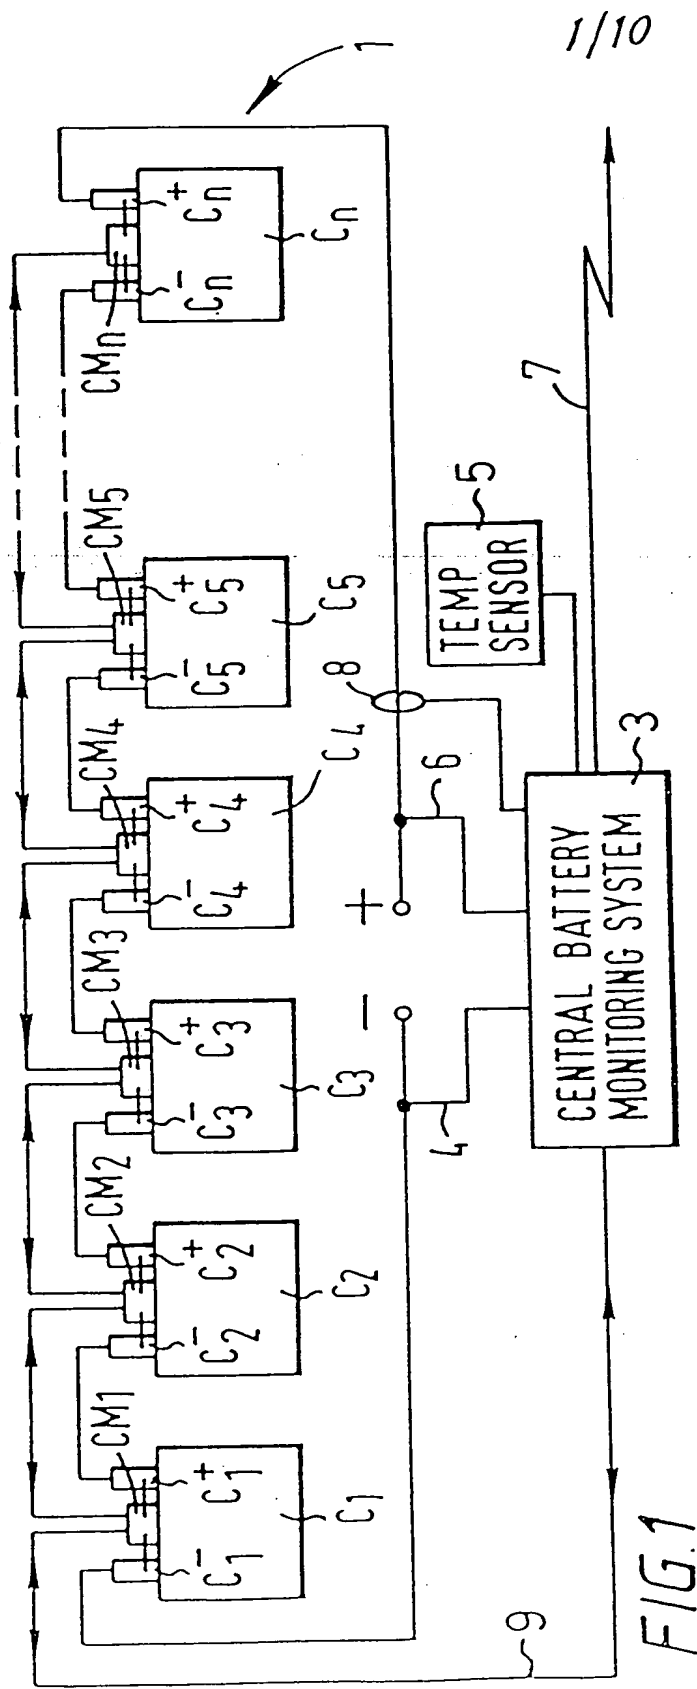 1/10
1
CM1
CM2
CM3
CM4
CM5
CMn
C1-
C1+
C2-
C2+
C3-
C3+
C4-
C4+
C5-
C5+
Cn-
Cn+
C1
C2
C3
C4
C5
Cn
-
+
8
TEMP
SENSOR
5
4
6
7
CENTRAL BATTERY
MONITORING SYSTEM
3
9
FIG.1